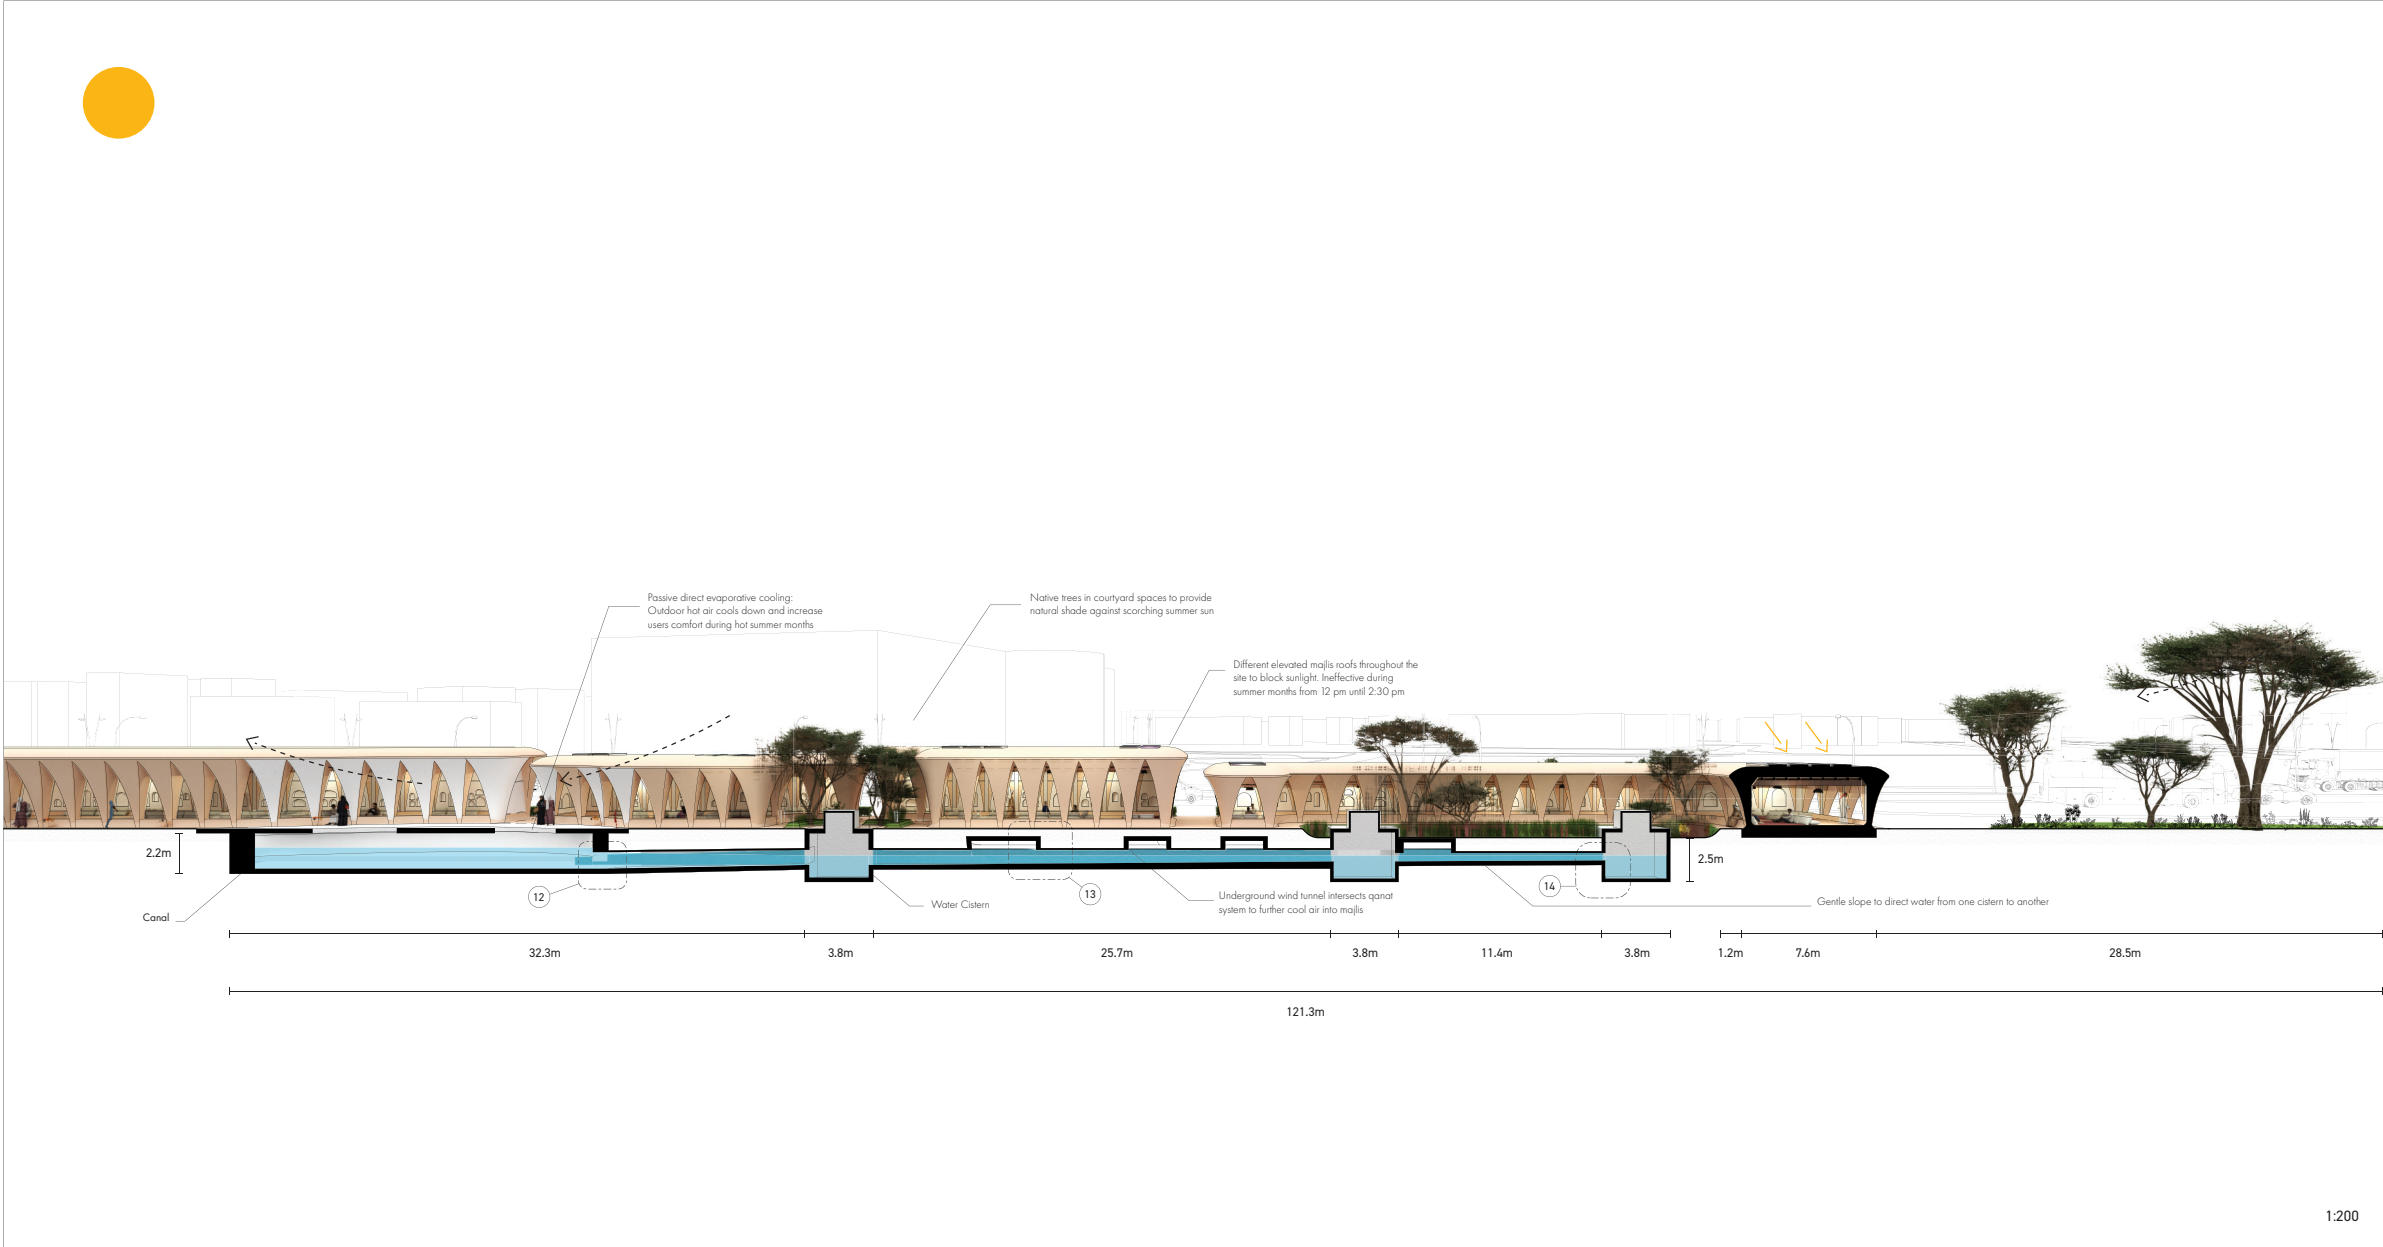 Passive direct evaporative cooling:
Outdoor hot air cools down and increase
users comfort during hot summer months
Native trees in courtyard spaces to provide
natural shade against scorching summer sun
Different elevated majlis roofs throughout the
site to block sunlight. Ineffective during
summer months from 12 pm until 2:30 pm
2.2m
2.5m
12
13
14
Canal
Water Cistern
Underground wind tunnel intersects qanat
system to further cool air into majlis
Gentle slope to direct water from one cistern to another
32.3m
3.8m
25.7m
3.8m
11.4m
3.8m
1.2m
7.6m
28.5m
121.3m
1:200